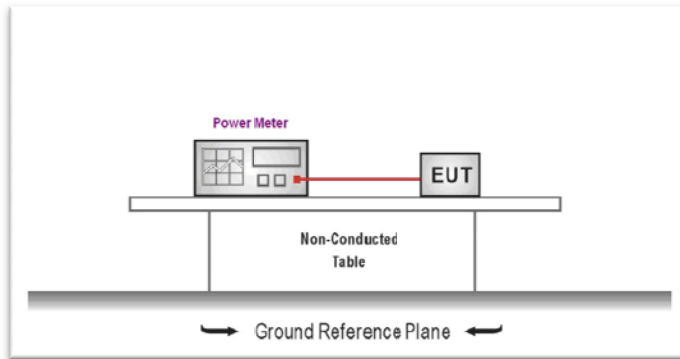 Power Meter
EUT
Non-Conducted
Table
Ground Reference Plane